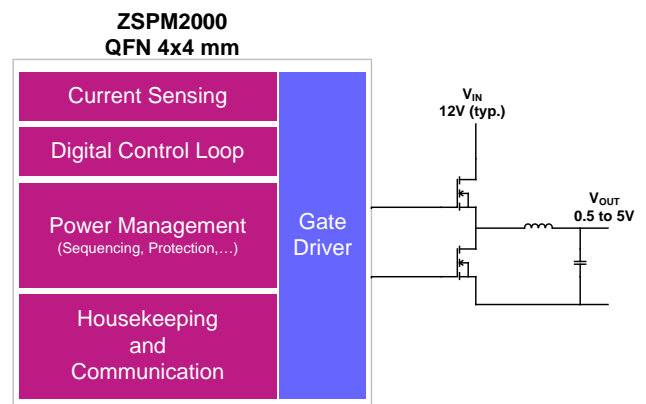 ZSPM2000
QFN 4x4 mm
Current Sensing
Digital Control Loop
Power Management
(Sequencing, Protection,…)
Housekeeping
and
Communication
Gate
Driver
VIN
12V (typ.)
VOUT
0.5 to 5V